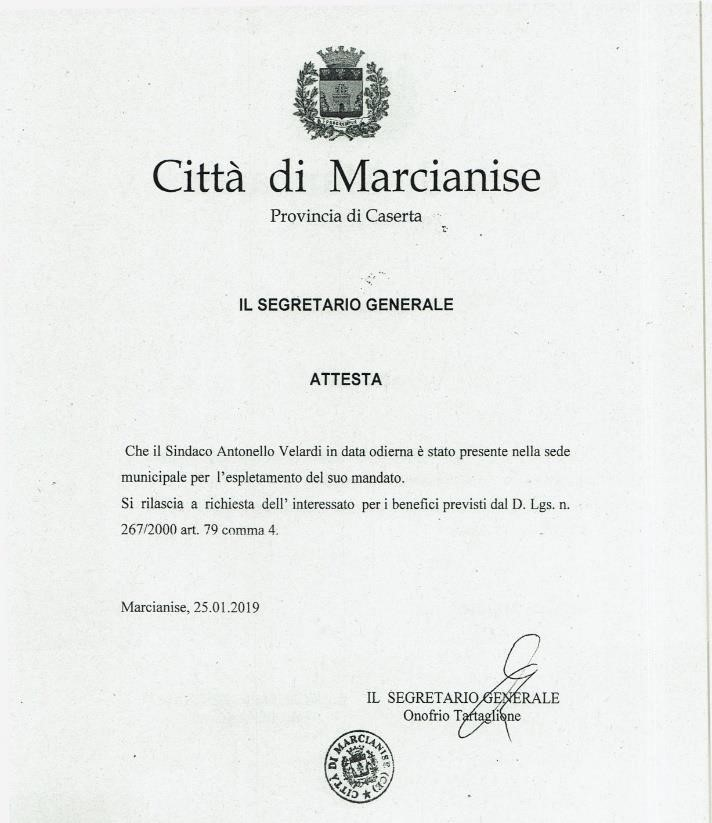 Città di Marcianise
Provincia di Caserta
IL SEGRETARIO GENERALE
ATTESTA
Che il Sindaco Antonello Velardi in data odierna è stato presente nella sede
municipale per l'espletamento del suo mandato.
Si rilascia a richiesta dell' interessato per i benefici previsti dal D. Lgs. n.
267/2000 art. 79 comma 4.
Marcianise, 25.01.2019
IL SEGRETARIO GENERALE
Onofrio Tartaglione
CITTÀ DI MARCIANISE (CE)